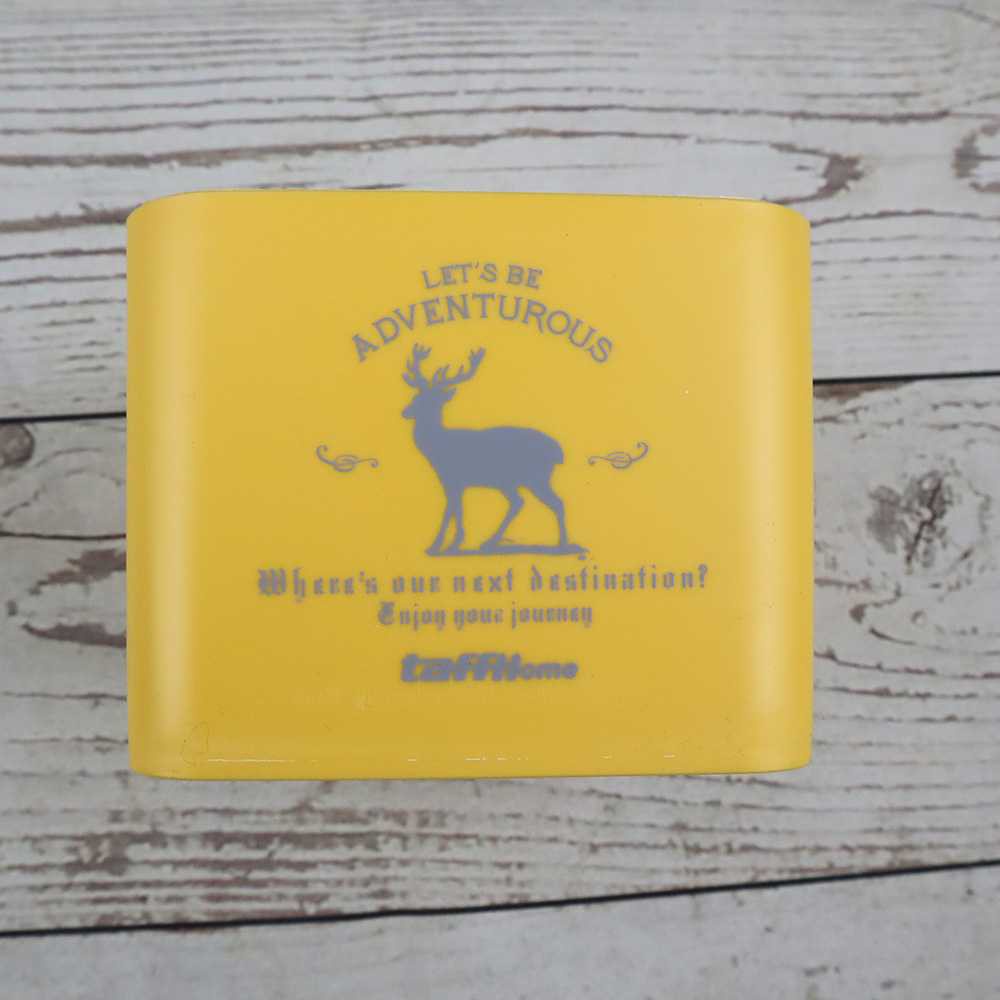 LET'S BE
ADVENTUROUS
Where's our next destination?
Enjoy your journey
taffHome